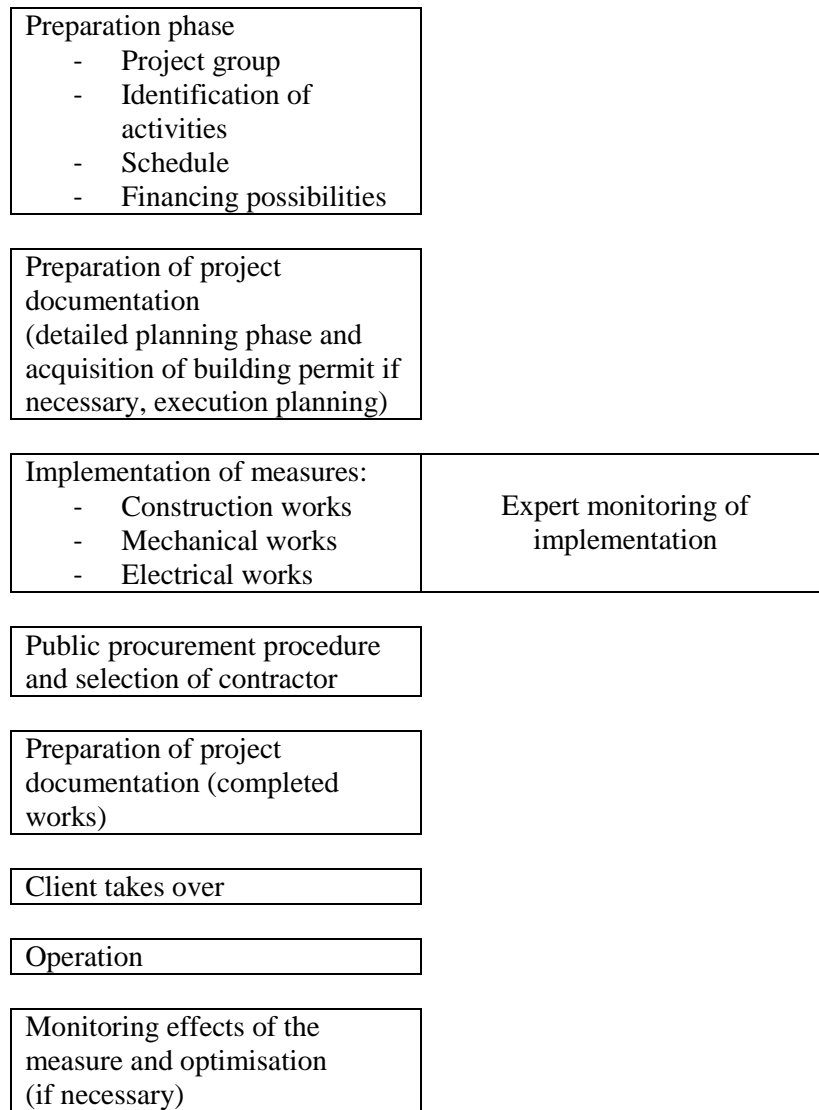 Preparation phase
- Project group
- Identification of
activities
- Schedule
- Financing possibilities
Preparation of project
documentation
(detailed planning phase and
acquisition of building permit if
necessary, execution planning)
Implementation of measures:
- Construction works
- Mechanical works
- Electrical works
Expert monitoring of
implementation
Public procurement procedure
and selection of contractor
Preparation of project
documentation (completed
works)
Client takes over
Operation
Monitoring effects of the
measure and optimisation
(if necessary)